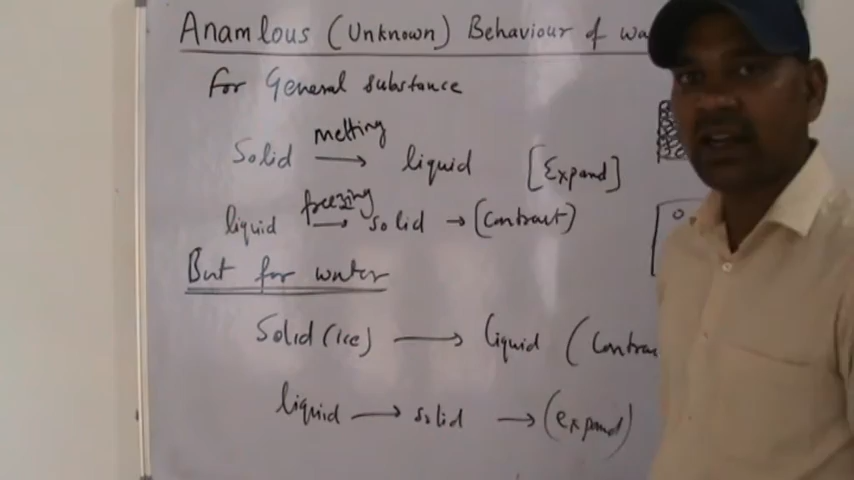 Anamlous (Unknown) Behaviour of wa
for General substance
Solid melting → liquid [Expand]
liquid freezing → solid → (Contract)
But for water
Solid (ice) → liquid (Contrac
liquid → solid → (expand)